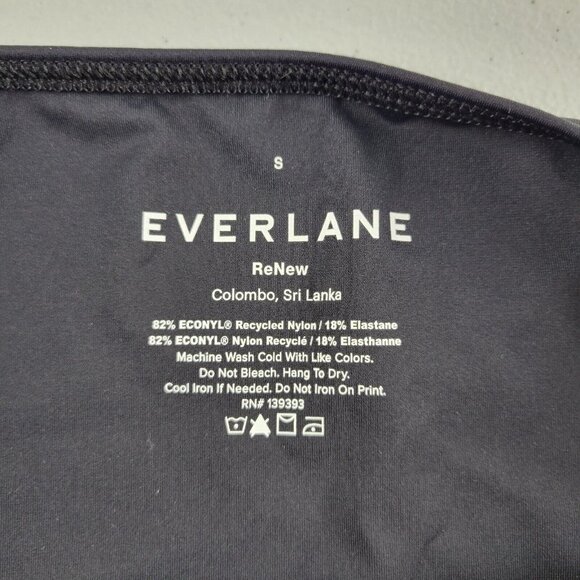 S
EVERLANE
ReNew
Colombo, Sri Lanka
82% ECONYL® Recycled Nylon / 18% Elastane
82% ECONYL® Nylon Recyclé / 18% Elasthanne
Machine Wash Cold With Like Colors.
Do Not Bleach. Hang To Dry.
Cool Iron If Needed. Do Not Iron On Print.
RN# 139393